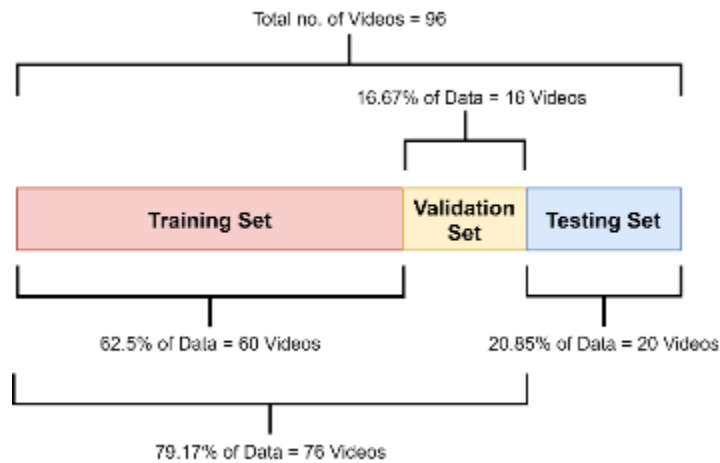 Total no. of Videos = 96
16.67% of Data = 16 Videos
Training Set
Validation
Set
Testing Set
62.5% of Data = 60 Videos
20.85% of Data = 20 Videos
79.17% of Data = 76 Videos